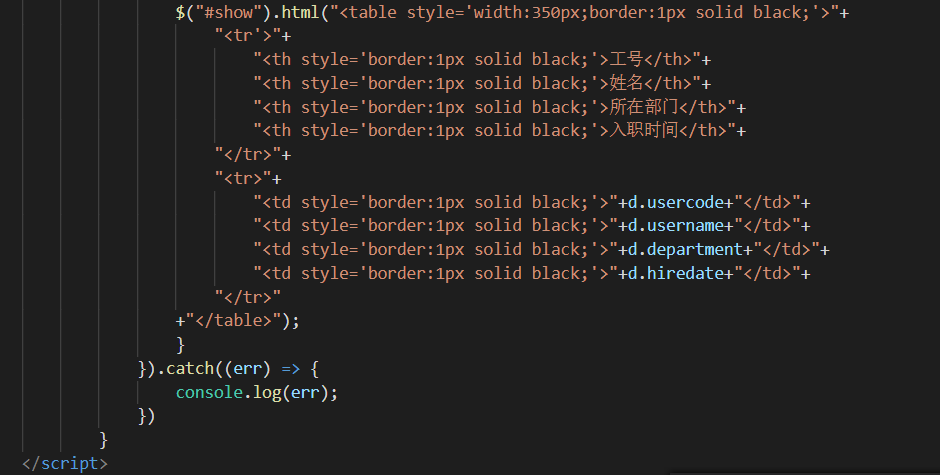 $("#show").html("<table style='width:350px;border:1px solid black;'>"+
"<tr'>"+
"<th style='border:1px solid black;'>工号</th>"+
"<th style='border:1px solid black;'>姓名</th>"+
"<th style='border:1px solid black;'>所在部门</th>"+
"<th style='border:1px solid black;'>入职时间</th>"+
"</tr>"+
"<tr>"+
"<td style='border:1px solid black;'>"+d.usercode+"</td>"+
"<td style='border:1px solid black;'>"+d.username+"</td>"+
"<td style='border:1px solid black;'>"+d.department+"</td>"+
"<td style='border:1px solid black;'>"+d.hiredate+"</td>"+
"</tr>"
+"</table>");
}
}).catch((err) => {
console.log(err);
})
}
</script>